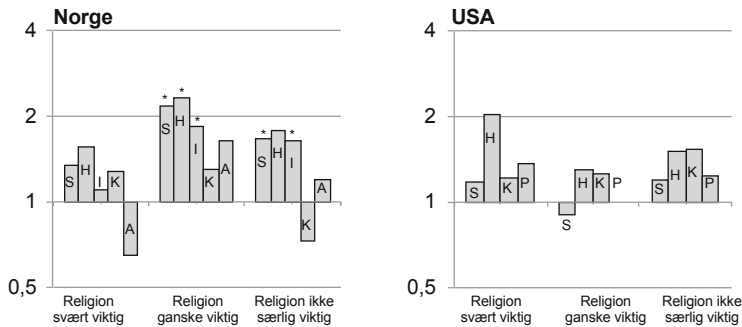 Norge
4
2
1
0,5
* * *
S H I K A
S H I K A
* *
S H I K A
Religion
svært viktig
Religion
ganske viktig
Religion ikke
særlig viktig
USA
4
2
1
0,5
S H K P
S H K P
S H K P
Religion
svært viktig
Religion
ganske viktig
Religion ikke
særlig viktig